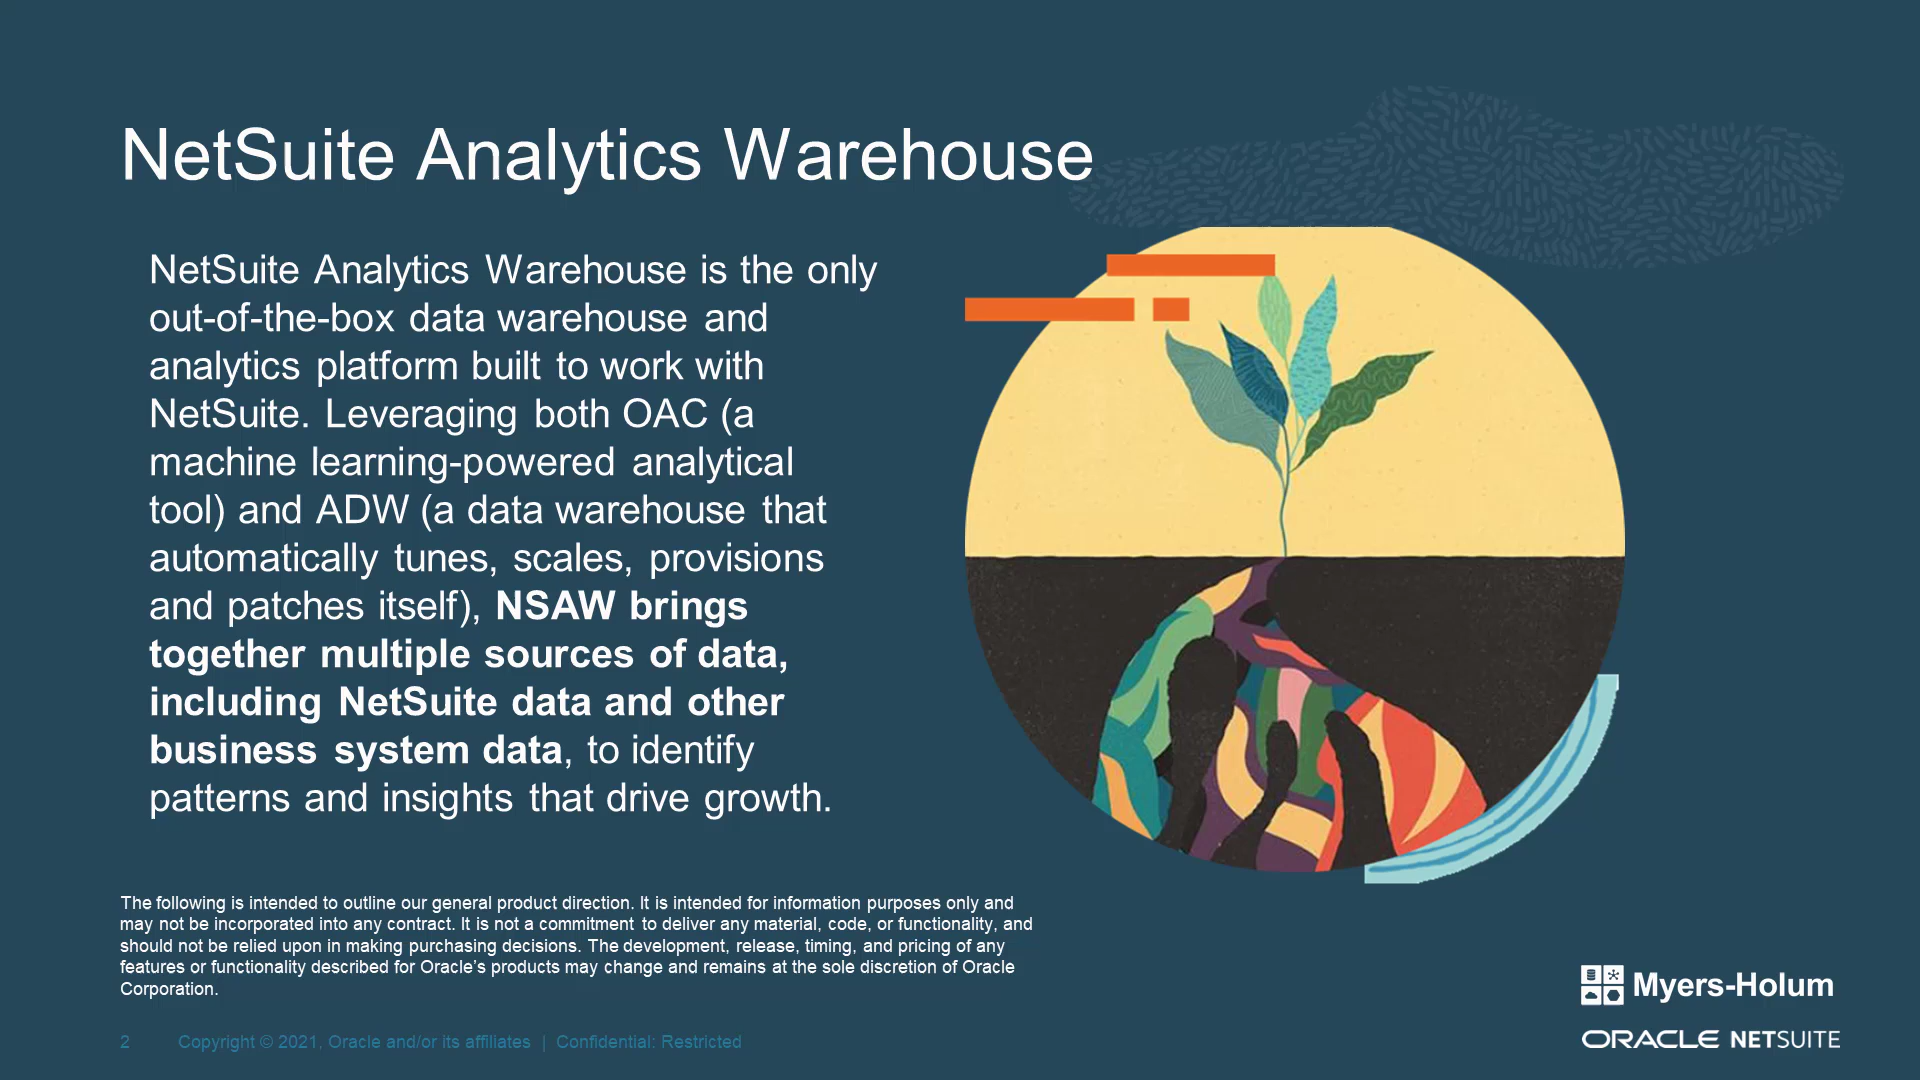 NetSuite Analytics Warehouse
NetSuite Analytics Warehouse is the only
out-of-the-box data warehouse and
analytics platform built to work with
NetSuite. Leveraging both OAC (a
machine learning-powered analytical
tool) and ADW (a data warehouse that
automatically tunes, scales, provisions
and patches itself), NSAW brings
together multiple sources of data,
including NetSuite data and other
business system data, to identify
patterns and insights that drive growth.
The following is intended to outline our general product direction. It is intended for information purposes only and
may not be incorporated into any contract. It is not a commitment to deliver any material, code, or functionality, and
should not be relied upon in making purchasing decisions. The development, release, timing, and pricing of any
features or functionality described for Oracle’s products may change and remains at the sole discretion of Oracle
Corporation.
Myers-Holum
ORACLE NETSUITE
2 Copyright © 2021, Oracle and/or its affiliates | Confidential: Restricted